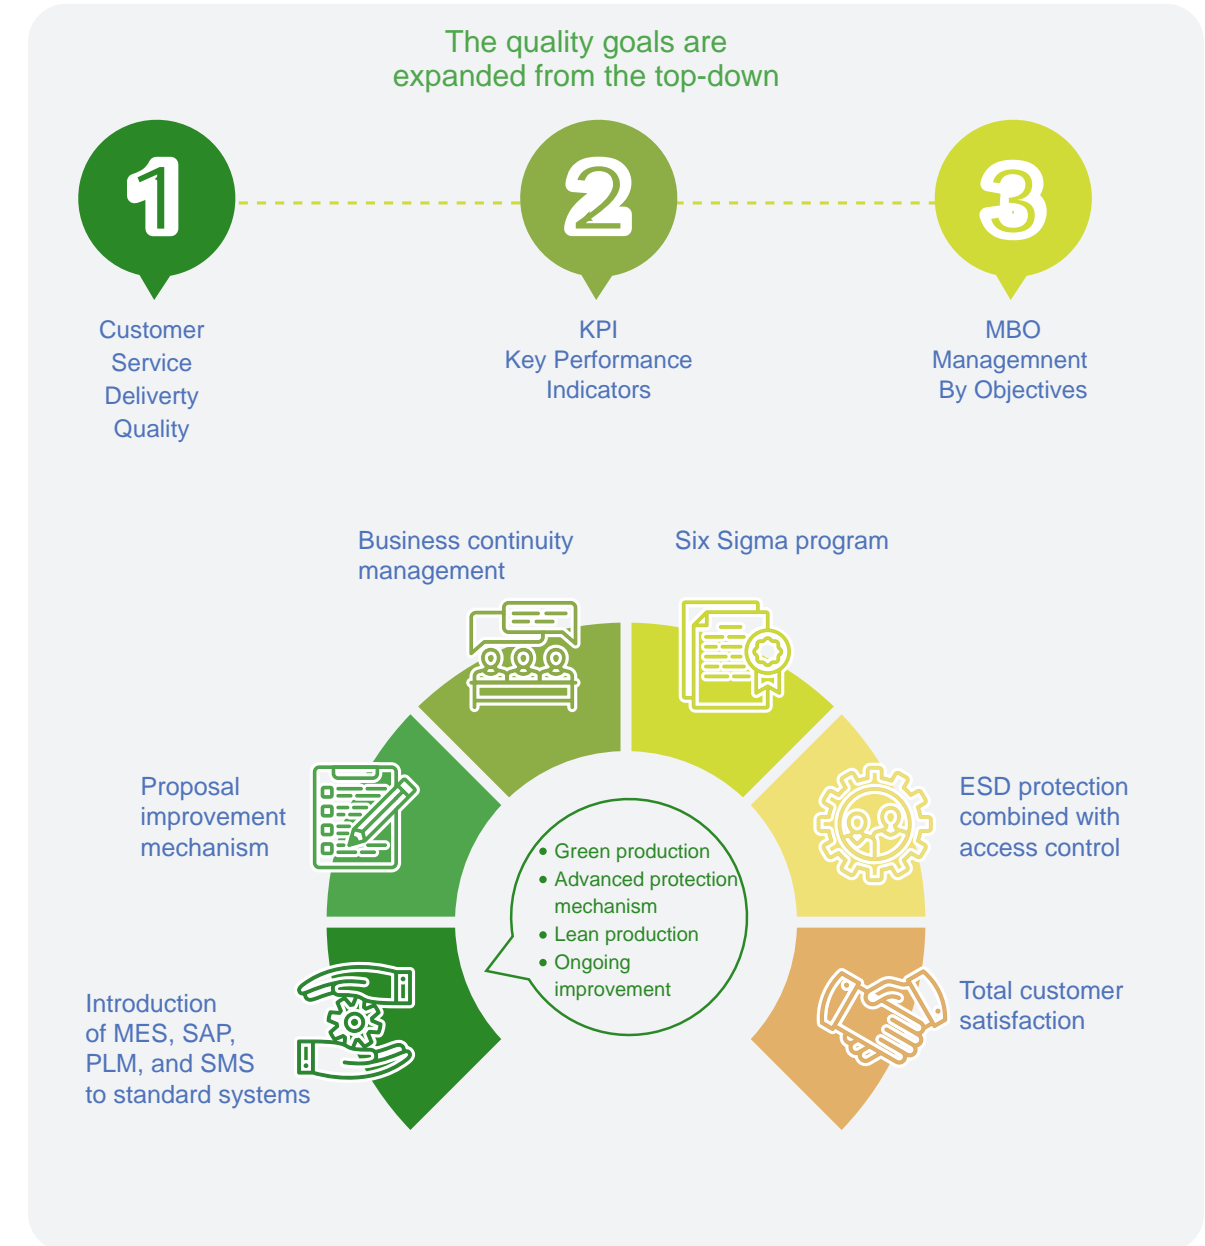 The quality goals are
expanded from the top-down
1
2
3
Customer
Service
Deliverty
Quality
KPI
Key Performance
Indicators
MBO
Managemnent
By Objectives
Business continuity
management
Six Sigma program
Proposal
improvement
mechanism
ESD protection
combined with
access control
• Green production
• Advanced protection
mechanism
• Lean production
• Ongoing
improvement
Introduction
of MES, SAP,
PLM, and SMS
to standard systems
Total customer
satisfaction